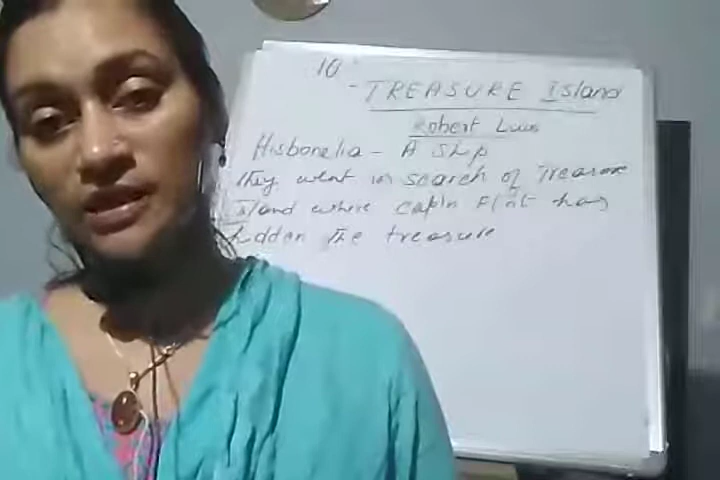 10
- TREASURE Island
Robert Luis
Hisbonelia - A Ship
They went in search of Treasure
Island where cap'n Flint has
hidden the treasure